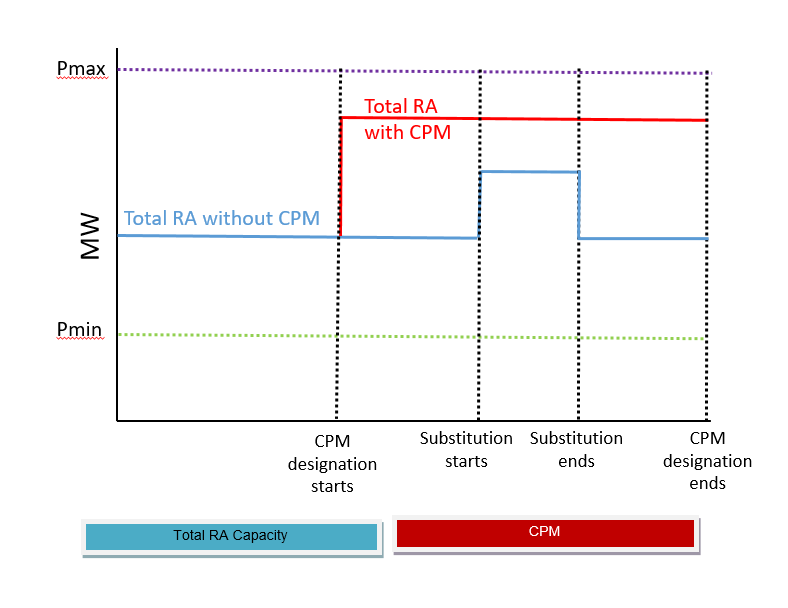 Pmax
Total RA
with CPM
Total RA without CPM
MW
Pmin
CPM
designation
starts
Substitution
starts
Substitution
ends
CPM
designation
ends
Total RA Capacity
CPM